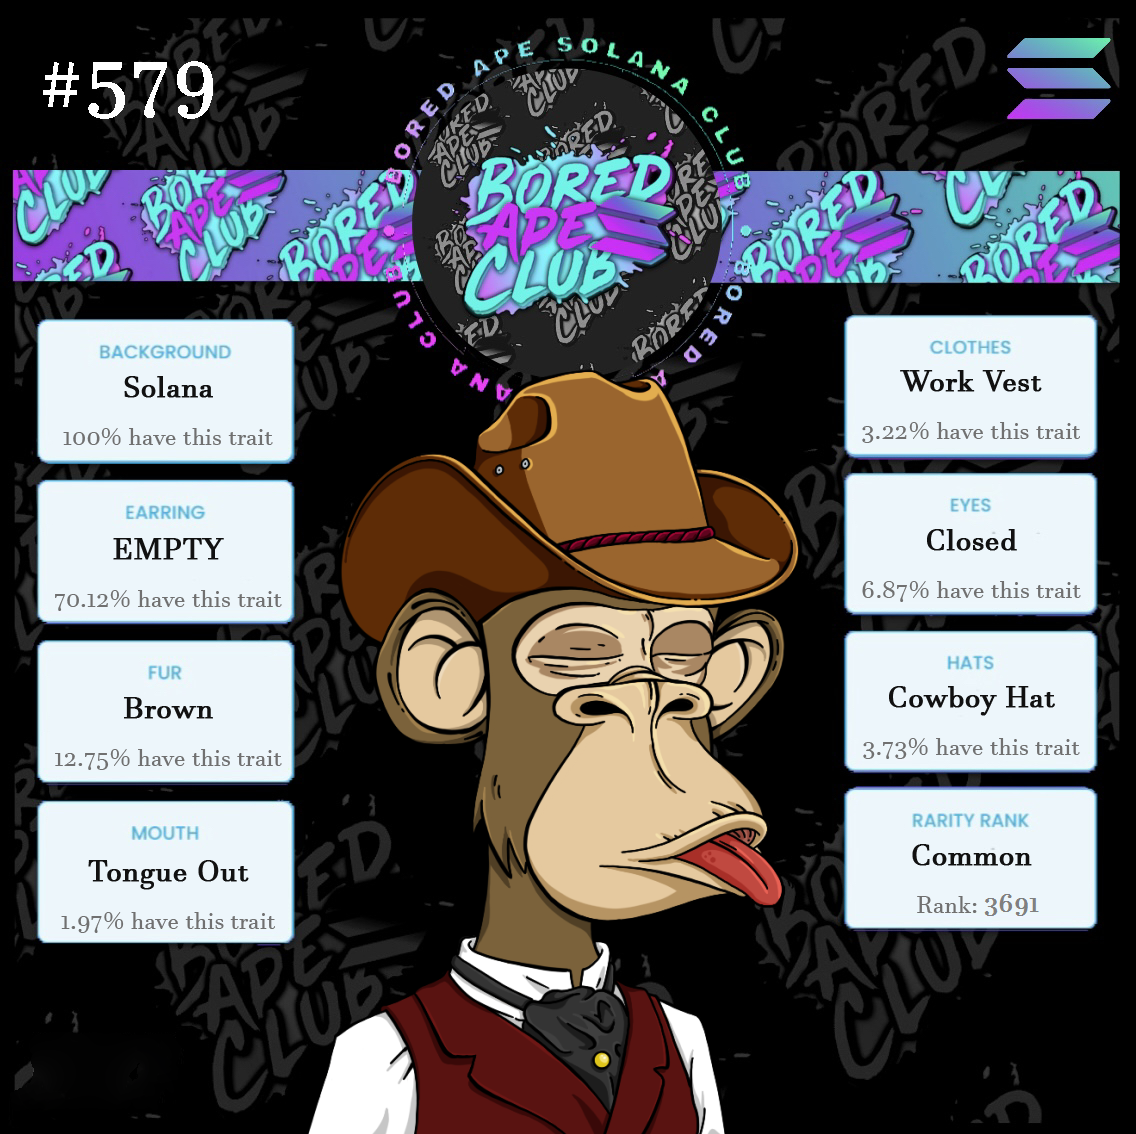 #579
BORED APE SOLANA CLUB
BORED
APE
CLUB
BACKGROUND
Solana
100% have this trait
EARRING
EMPTY
70.12% have this trait
FUR
Brown
12.75% have this trait
MOUTH
Tongue Out
1.97% have this trait
CLOTHES
Work Vest
3.22% have this trait
EYES
Closed
6.87% have this trait
HATS
Cowboy Hat
3.73% have this trait
RARITY RANK
Common
Rank: 3691